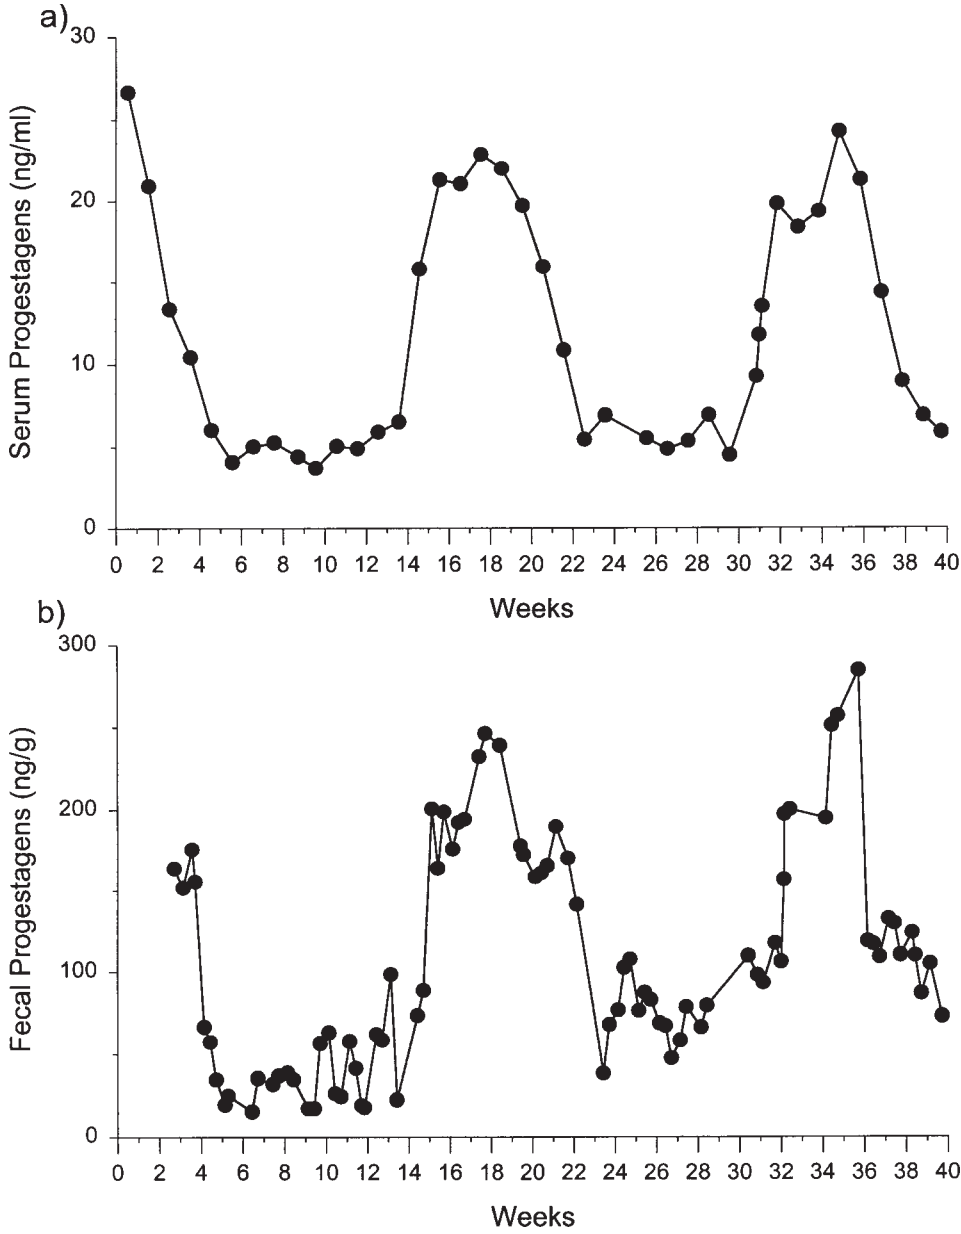 a)
30
20
10
0
Serum Progestagens (ng/ml)
0 2 4 6 8 10 12 14 16 18 20 22 24 26 28 30 32 34 36 38 40
Weeks
b)
300
200
100
0
Fecal Progestagens (ng/g)
0 2 4 6 8 10 12 14 16 18 20 22 24 26 28 30 32 34 36 38 40
Weeks